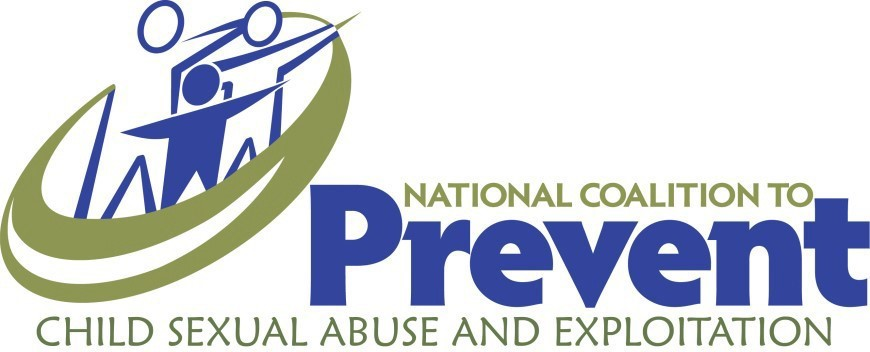 NATIONAL COALITION TO
Prevent
CHILD SEXUAL ABUSE AND EXPLOITATION